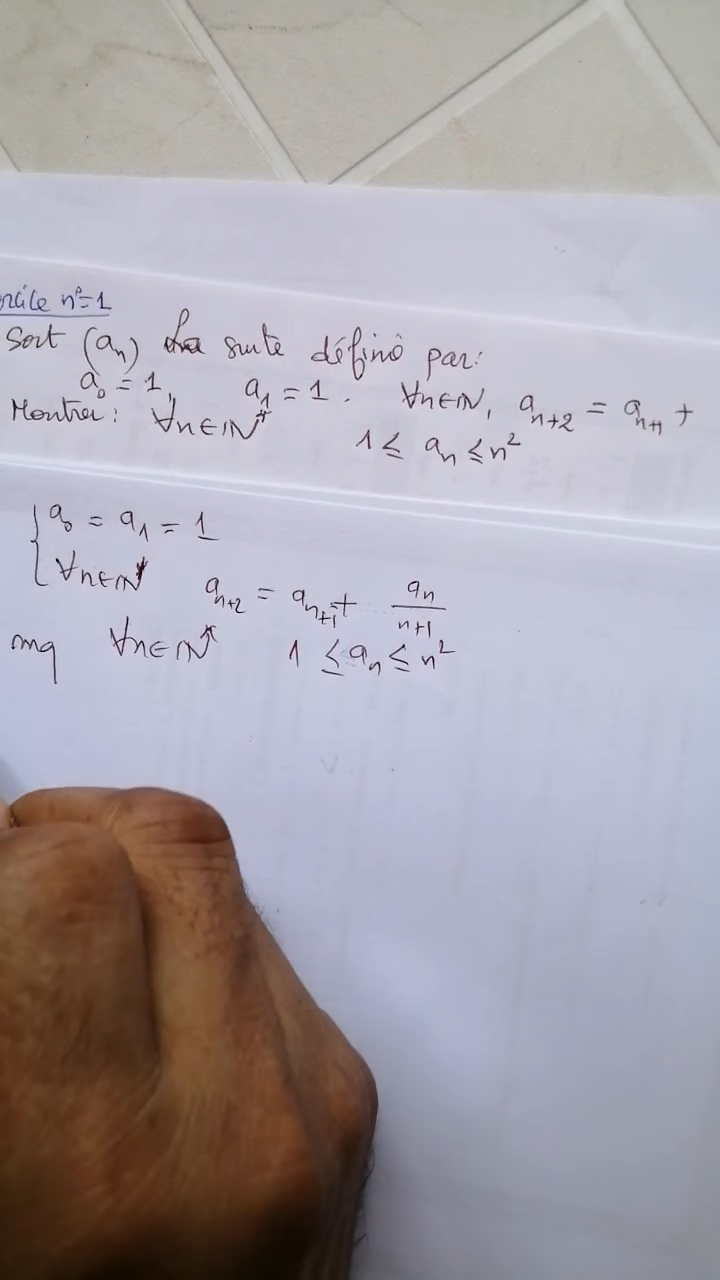 ercice n°=1
Soit (aₙ) La suite définie par:
a₀ = 1, a₁ = 1. ∀n∈ℕ, aₙ₊₂ = aₙ₊₁ +
Montrer: ∀n∈ℕ* 1 ≤ aₙ ≤ n²
{ a₀ = a₁ = 1
∀n∈ℕ aₙ₊₂ = aₙ₊₁ + aₙ/(n+1)
mq ∀n∈ℕ* 1 ≤ aₙ ≤ n²